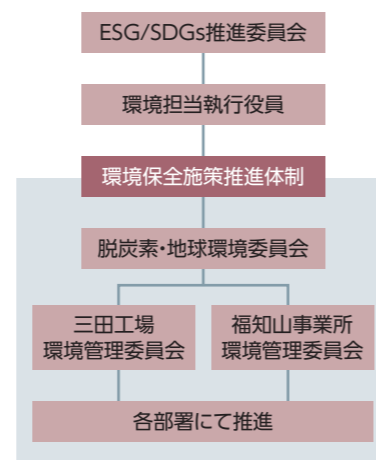 ESG/SDGs推進委員会
環境担当執行役員
環境保全施策推進体制
脱炭素・地球環境委員会
三田工場
環境管理委員会
福知山事業所
環境管理委員会
各部署にて推進